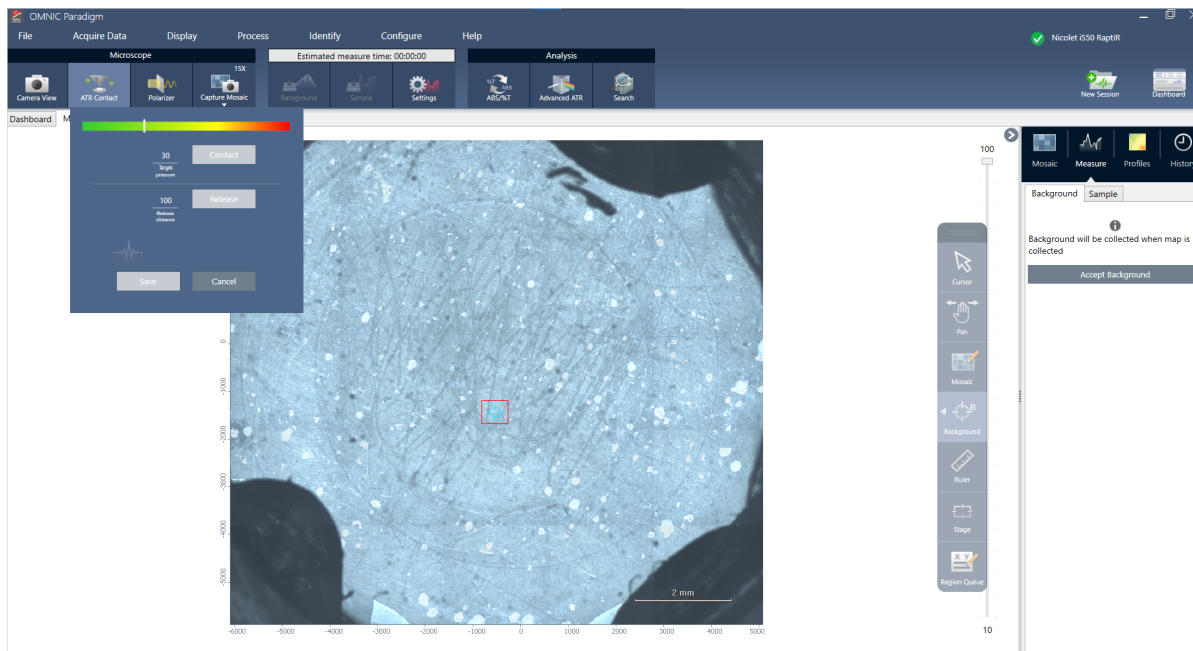 OMNIC Paradigm
File Acquire Data Display Process Identify Configure Help
Nicolet iS50 RaptIR
Microscope
Estimated measure time: 00:00:00
Analysis
15X
%T
ABS
Camera View
ATR Contact
Polarizer
Capture Mosaic
Background
Sample
Settings
ABS/%T
Advanced ATR
Search
New Session
Dashboard
Dashboard M
30
Target
pressure
Contact
100
Release
distance
Release
Save
Cancel
100
10
0
-1000
-2000
-3000
-4000
-5000
-6000 -5000 -4000 -3000 -2000 -1000 0 1000 2000 3000 4000 5000
2 mm
Cursor
Pan
Mosaic
B
Background
Ruler
Stage
X Y
Region Queue
Mosaic
Measure
Profiles
History
Background
Sample
Background will be collected when map is
collected
Accept Background